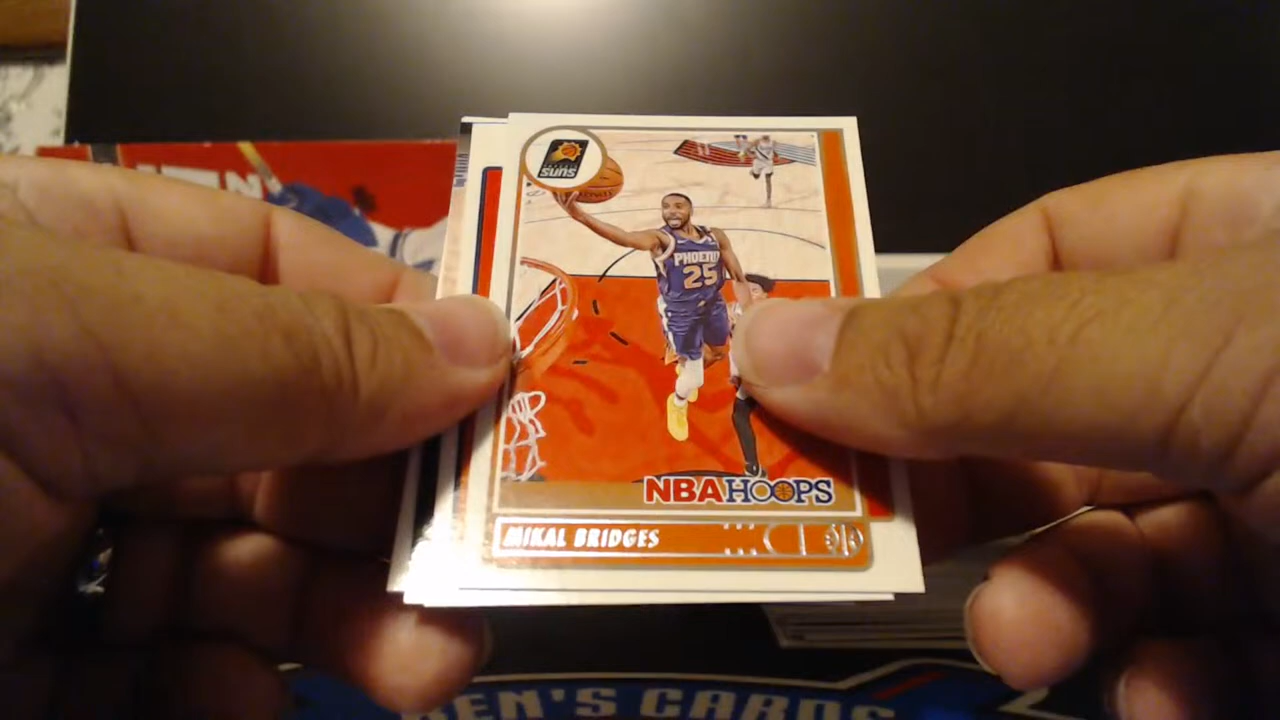 SUNS
PHOENIX
25
NBA HOOPS
MIKAL BRIDGES
EN'S CARDS